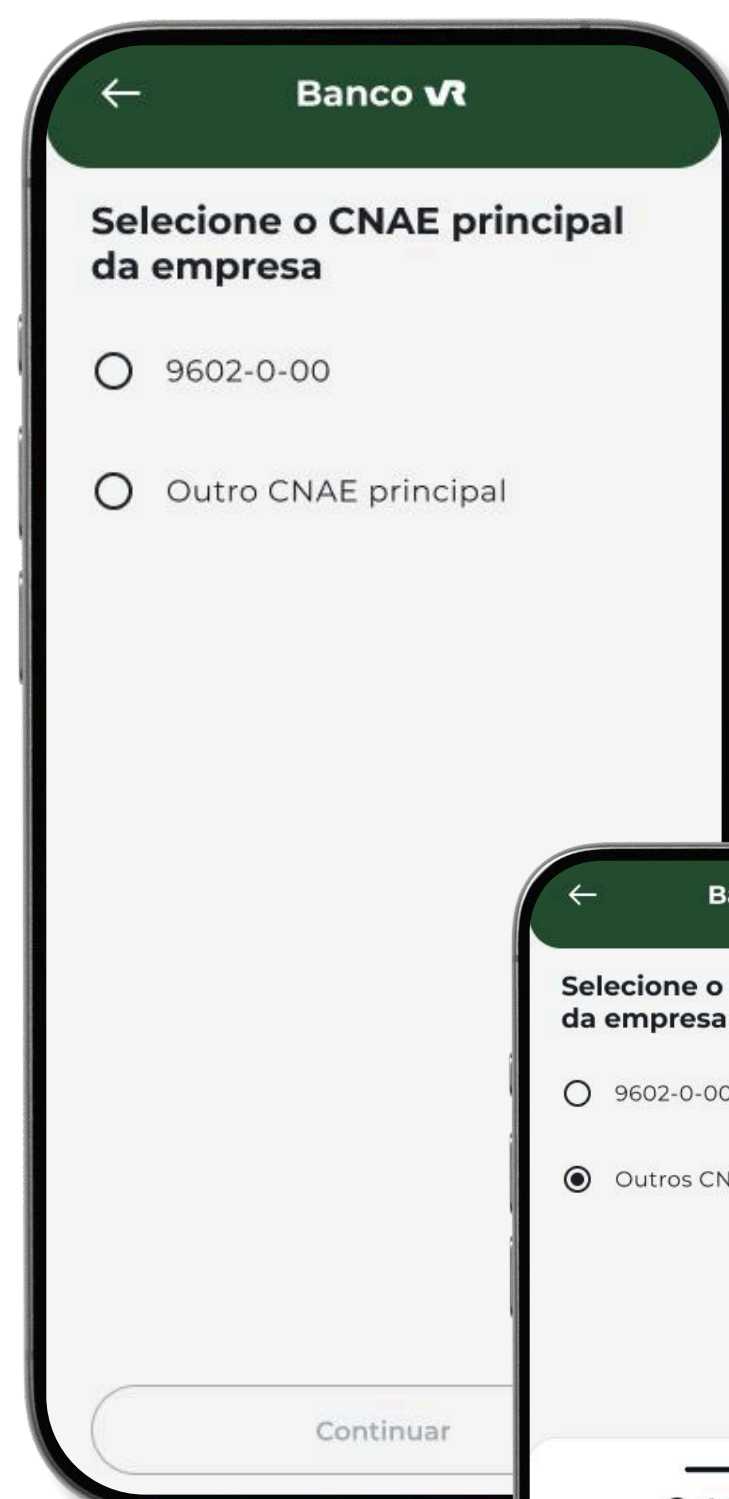 Banco VR
Selecione o CNAE principal
da empresa
9602-0-00
Outro CNAE principal
Continuar
Selecione o
da empresa
9602-0-00
Outros